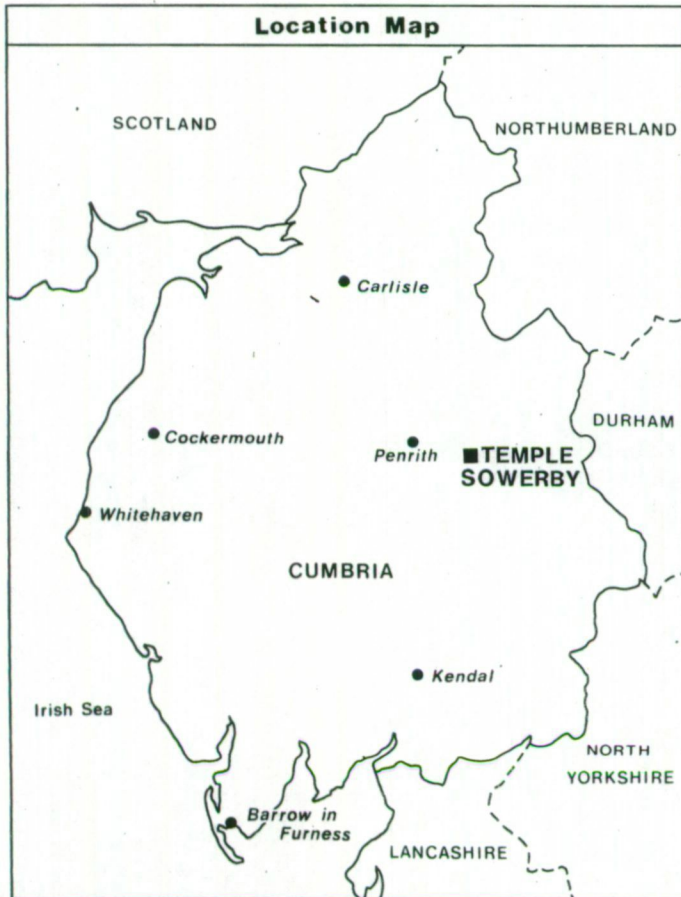 Location Map
SCOTLAND
NORTHUMBERLAND
Carlisle
DURHAM
Cockermouth
Penrith
TEMPLE
SOWERBY
Whitehaven
CUMBRIA
Kendal
Irish Sea
NORTH
YORKSHIRE
Barrow in
Furness
LANCASHIRE